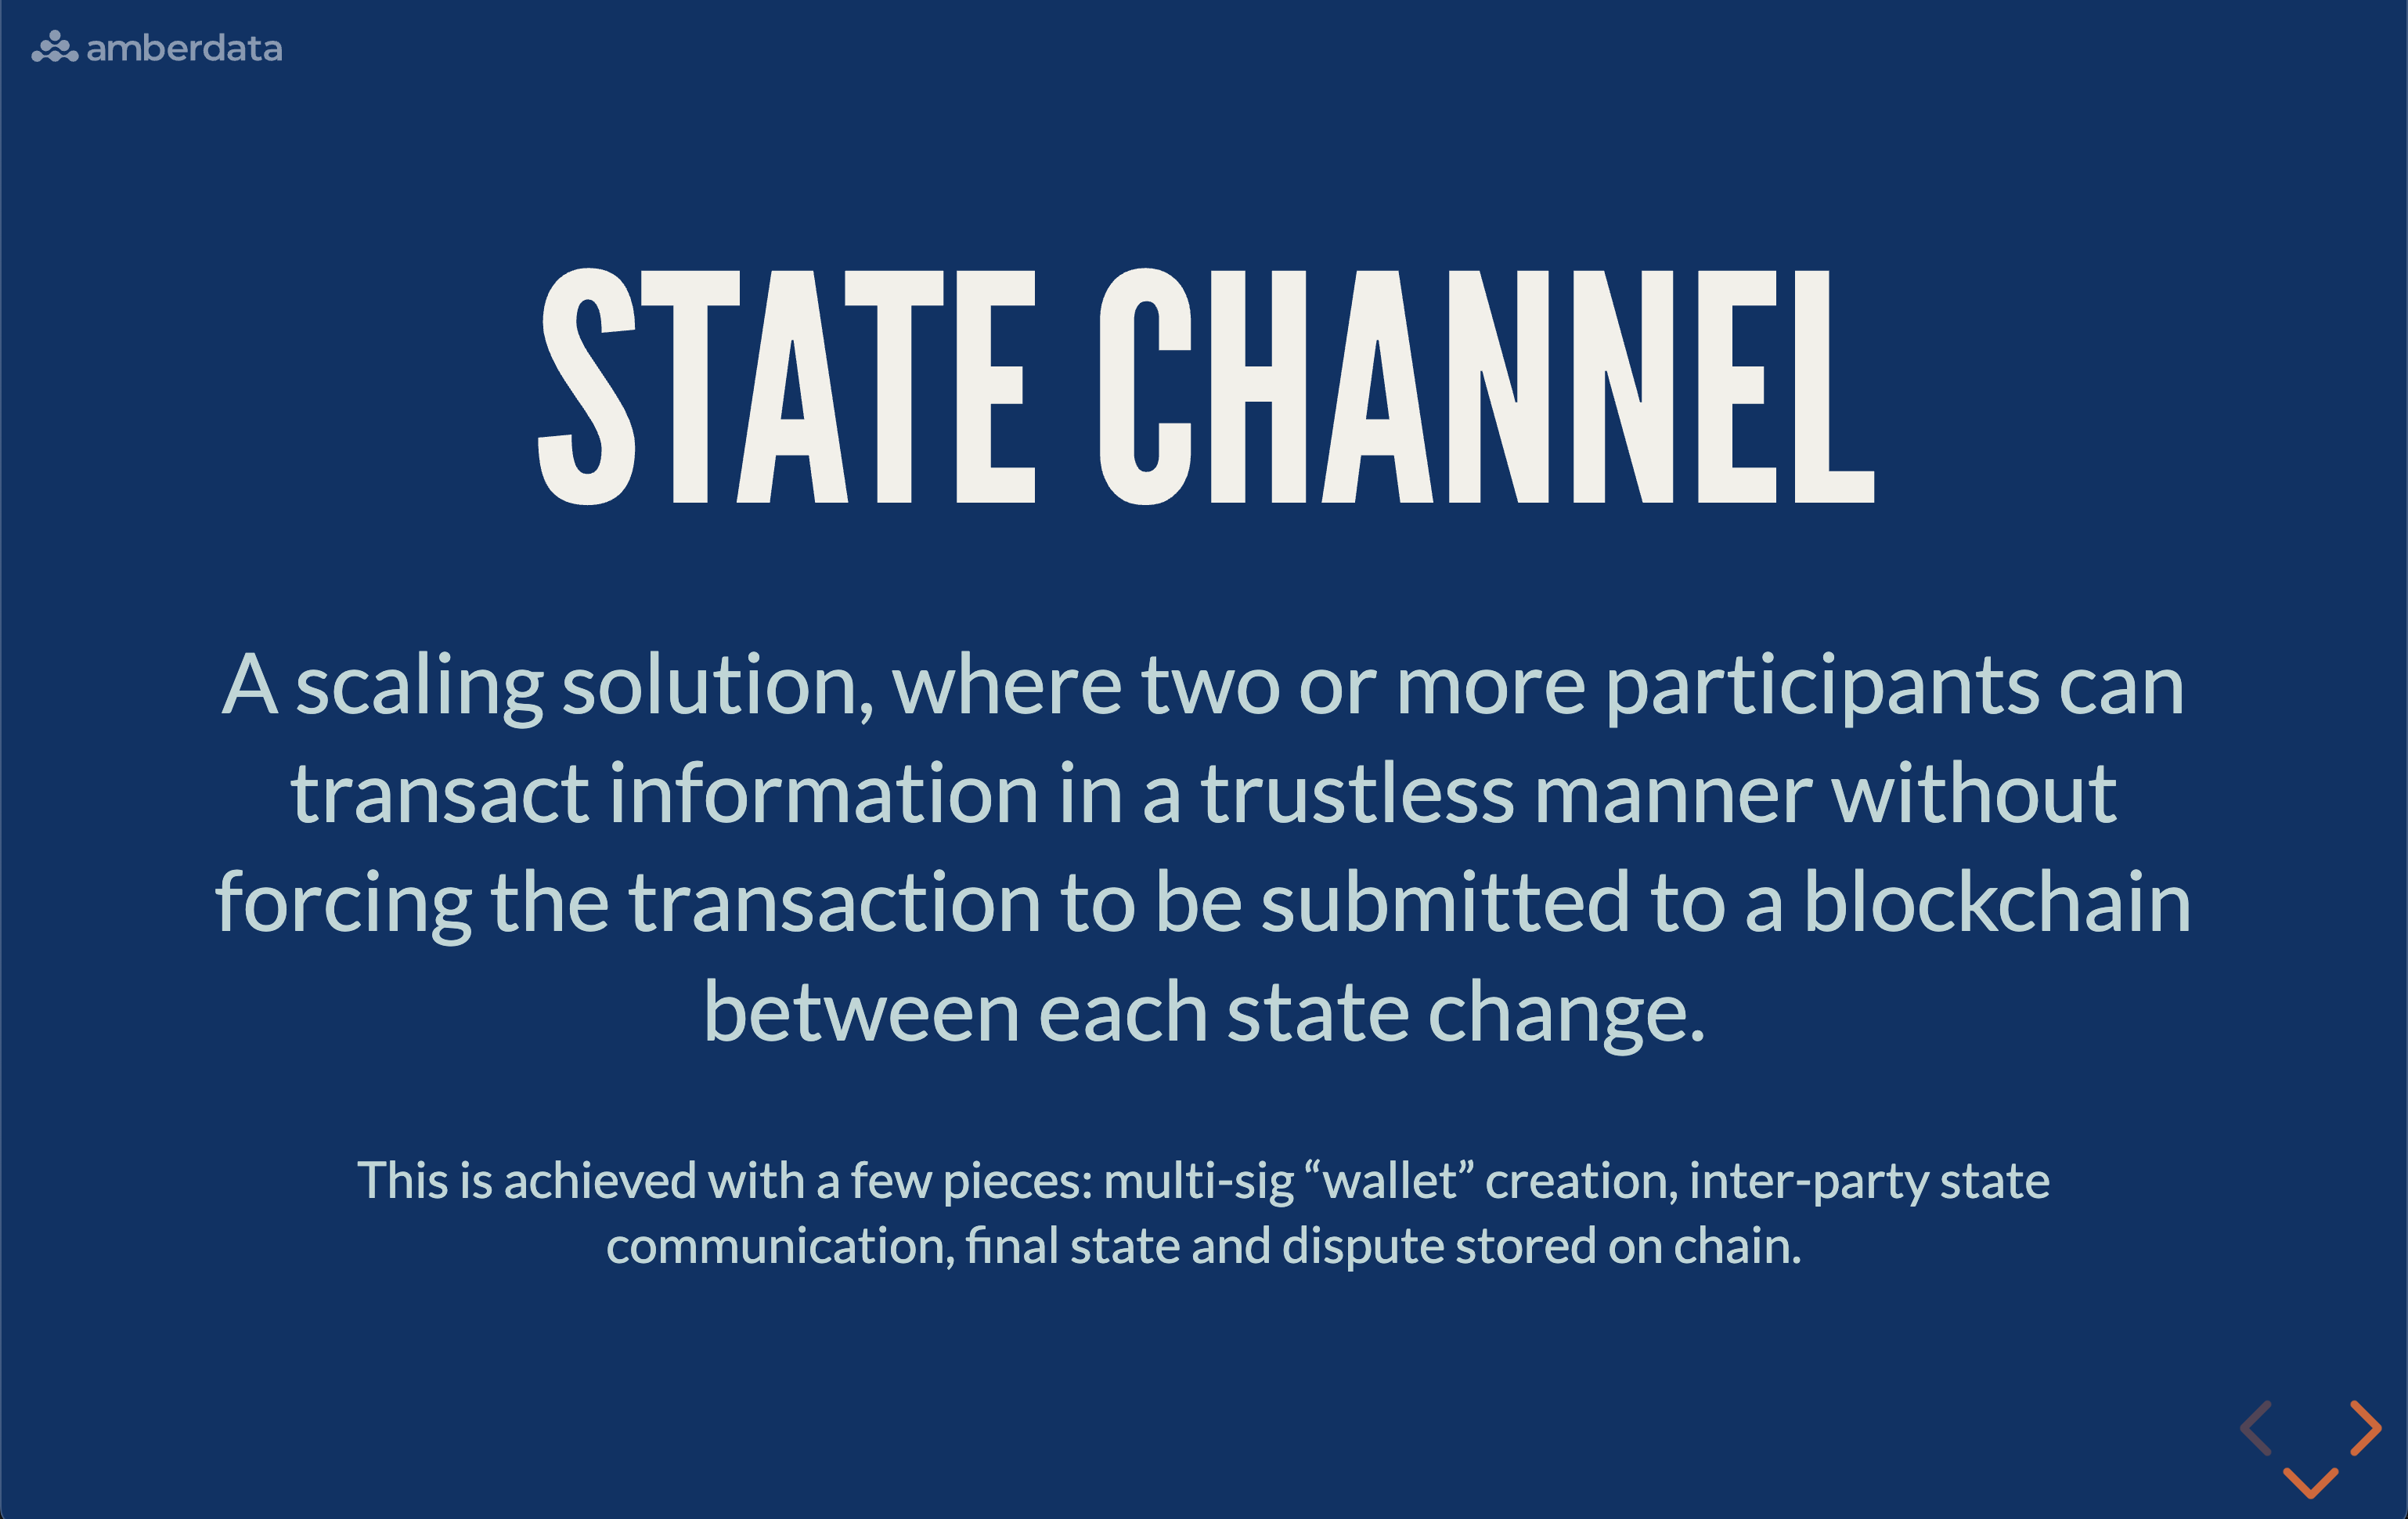 amberdata
STATE CHANNEL
A scaling solution, where two or more participants can
transact information in a trustless manner without
forcing the transaction to be submitted to a blockchain
between each state change.
This is achieved with a few pieces: multi-sig “wallet” creation, inter-party state
communication, final state and dispute stored on chain.